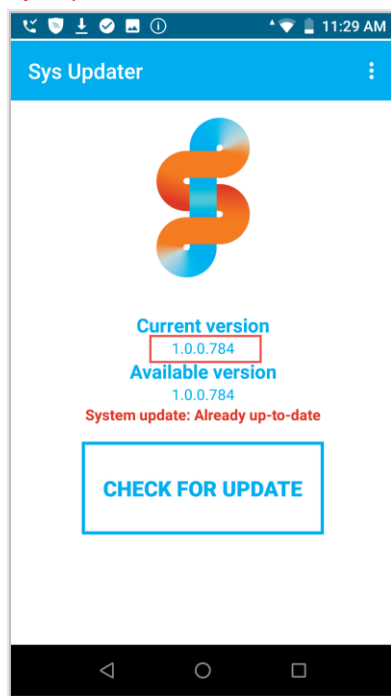 11:29 AM
Sys Updater
Current version
1.0.0.784
Available version
1.0.0.784
System update: Already up-to-date
CHECK FOR UPDATE